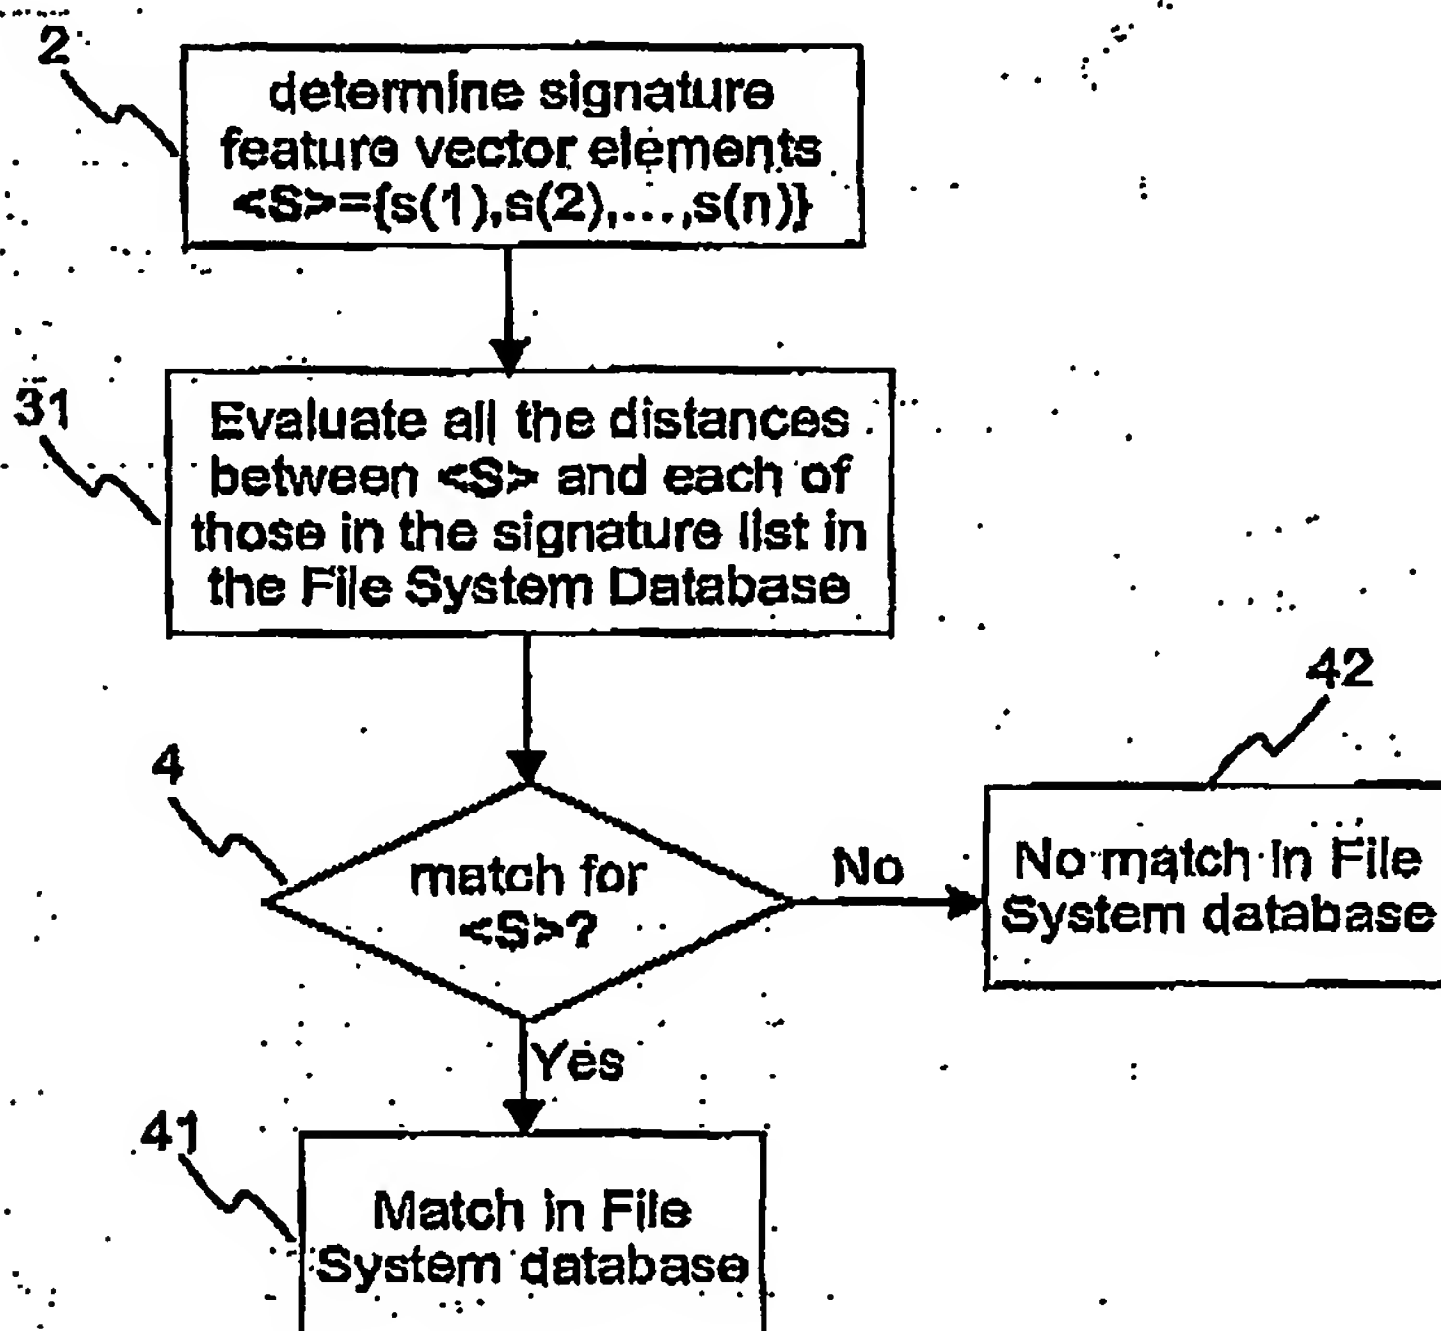 2
determine signature
feature vector elements
<S>={s(1),s(2),...,s(n)}
31
Evaluate all the distances
between <S> and each of
those in the signature list in
the File System Database
42
4
match for
<S>?
No
No match in File
System database
Yes
41
Match in File
System database